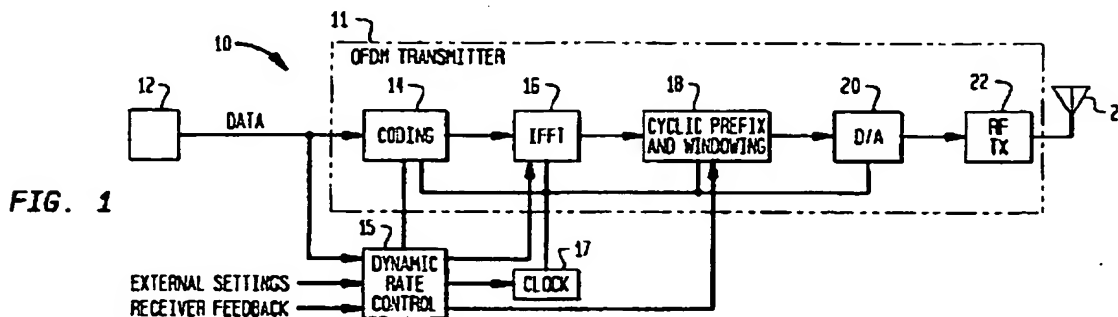 11
10
OFDM TRANSMITTER
12
14
16
18
20
22
2
DATA
CODING
IFFT
CYCLIC PREFIX
AND WINDOWING
D/A
RF
TX
FIG. 1
15
17
DYNAMIC
RATE
CONTROL
CLOCK
EXTERNAL SETTINGS
RECEIVER FEEDBACK